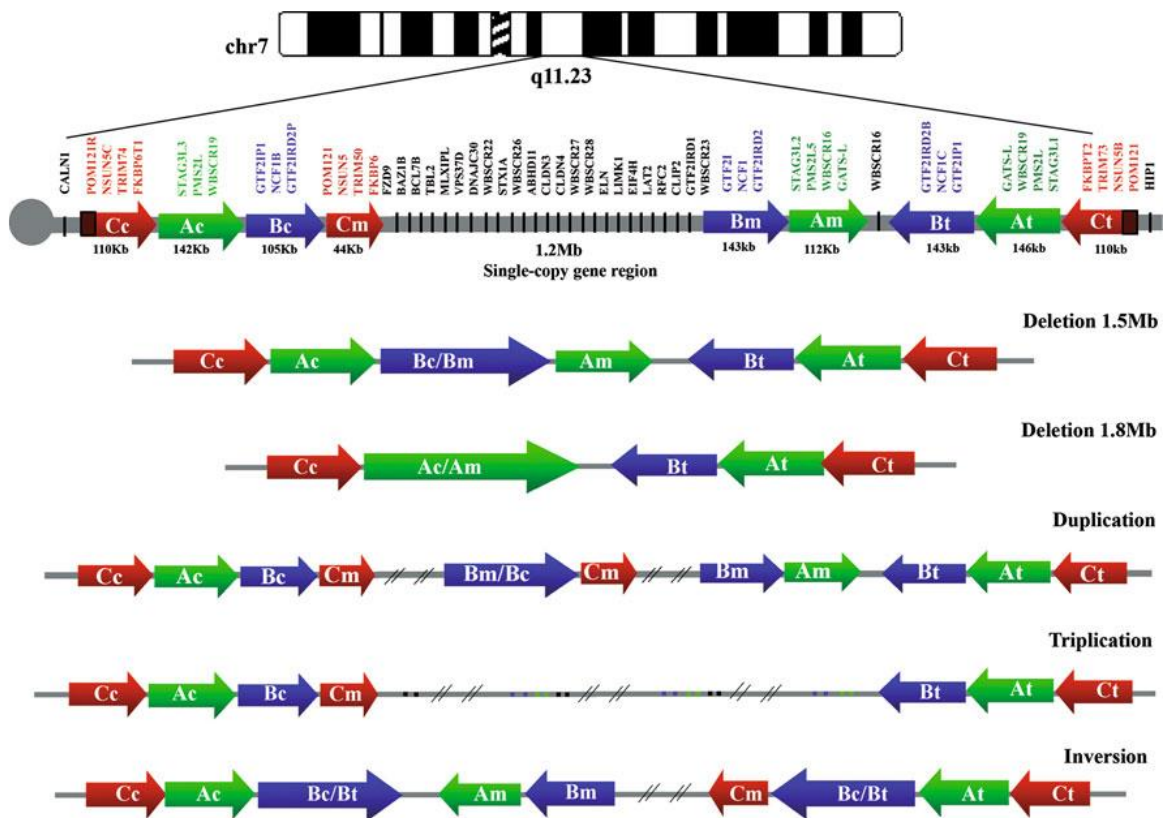 chr7
q11.23
CALN1
POM121R
NSUN5C
TRIM74
FKBP6T1
STAG3L3
PMS2L
WBSCR19
GTF2IP1
NCF1B
GTF2IRD2P
POM121
NSUN5
TRIM50
FKBP6
FZD9
BAZ1B
BCL7B
TBL2
MLXIPL
VPS37D
DNAJC30
WBSCR22
STX1A
WBSCR26
ABHD11
CLDN3
CLDN4
WBSCR27
WBSCR28
ELN
LIMK1
EIF4H
LAT2
RFC2
CLIP2
GTF2IRD1
WBSCR23
GTF2I
NCF1
GTF2IRD2
STAG3L2
PMS2L5
WBSCR16
GATS-L
WBSCR16
GTF2IRD2B
NCF1C
GTF2IP1
GATS-L
WBSCR19
PMS2L
STAG3L1
FKBPT2
TRIM73
NSUN5B
POM121
HIP1
Cc Ac Bc Cm Bm Am Bt At Ct
110Kb 142Kb 105Kb 44Kb 1.2Mb 143kb 112Kb 143kb 146kb 110kb
Single-copy gene region
Deletion 1.5Mb
Cc Ac Bc/Bm Am Bt At Ct
Deletion 1.8Mb
Cc Ac/Am Bt At Ct
Duplication
Cc Ac Bc Cm Bm/Bc Cm Bm Am Bt At Ct
Triplication
Cc Ac Bc Cm Bt At Ct
Inversion
Cc Ac Bc/Bt Am Bm Cm Bc/Bt At Ct